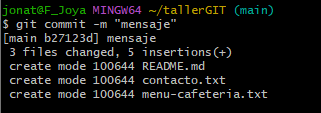 jonat@F_Joya MINGW64 ~/tallerGIT (main)
$ git commit -m "mensaje"
[main b27123d] mensaje
 3 files changed, 5 insertions(+)
 create mode 100644 README.md
 create mode 100644 contacto.txt
 create mode 100644 menu-cafeteria.txt